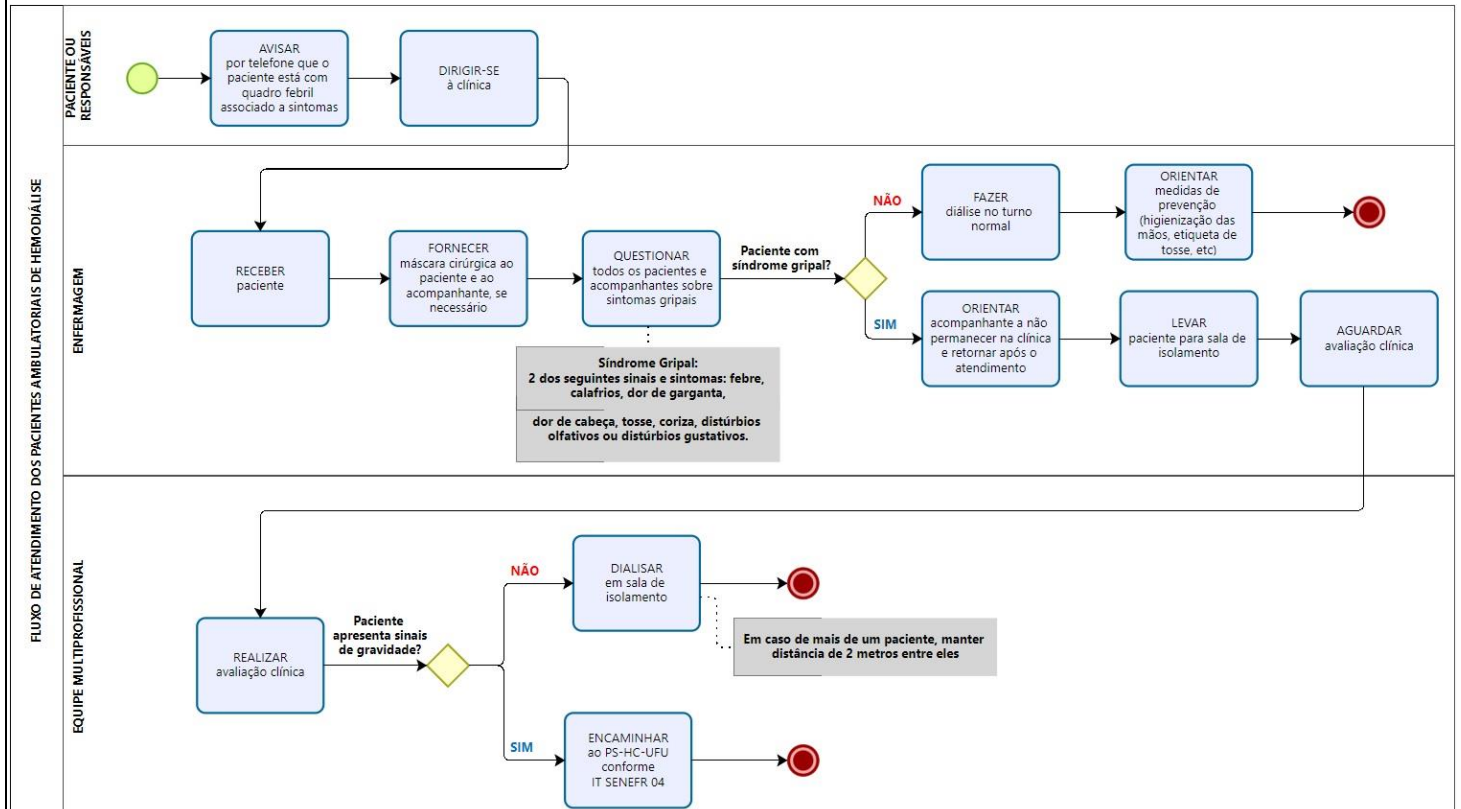 FLUXO DE ATENDIMENTO DOS PACIENTES AMBULATORIAIS DE HEMODIÁLISE
PACIENTE OU
RESPONSÁVEIS
AVISAR
por telefone que o
paciente está com
quadro febril
associado a sintomas
DIRIGIR-SE
à clínica
ENFERMAGEM
RECEBER
paciente
FORNECER
máscara cirúrgica ao
paciente e ao
acompanhante, se
necessário
QUESTIONAR
todos os pacientes e
acompanhantes sobre
sintomas gripais
Síndrome Gripal:
2 dos seguintes sinais e sintomas: febre,
calafrios, dor de garganta,
dor de cabeça, tosse, coriza, distúrbios
olfativos ou distúrbios gustativos.
Paciente com
síndrome gripal?
NÃO
FAZER
diálise no turno
normal
ORIENTAR
medidas de
prevenção
(higienização das
mãos, etiqueta de
tosse, etc)
SIM
ORIENTAR
acompanhante a não
permanecer na clínica
e retornar após o
atendimento
LEVAR
paciente para sala de
isolamento
AGUARDAR
avaliação clínica
EQUIPE MULTIPROFISSIONAL
REALIZAR
avaliação clínica
Paciente
apresenta sinais
de gravidade?
NÃO
DIALISAR
em sala de
isolamento
Em caso de mais de um paciente, manter
distância de 2 metros entre eles
SIM
ENCAMINHAR
ao PS-HC-UFU
conforme
IT SENEFR 04